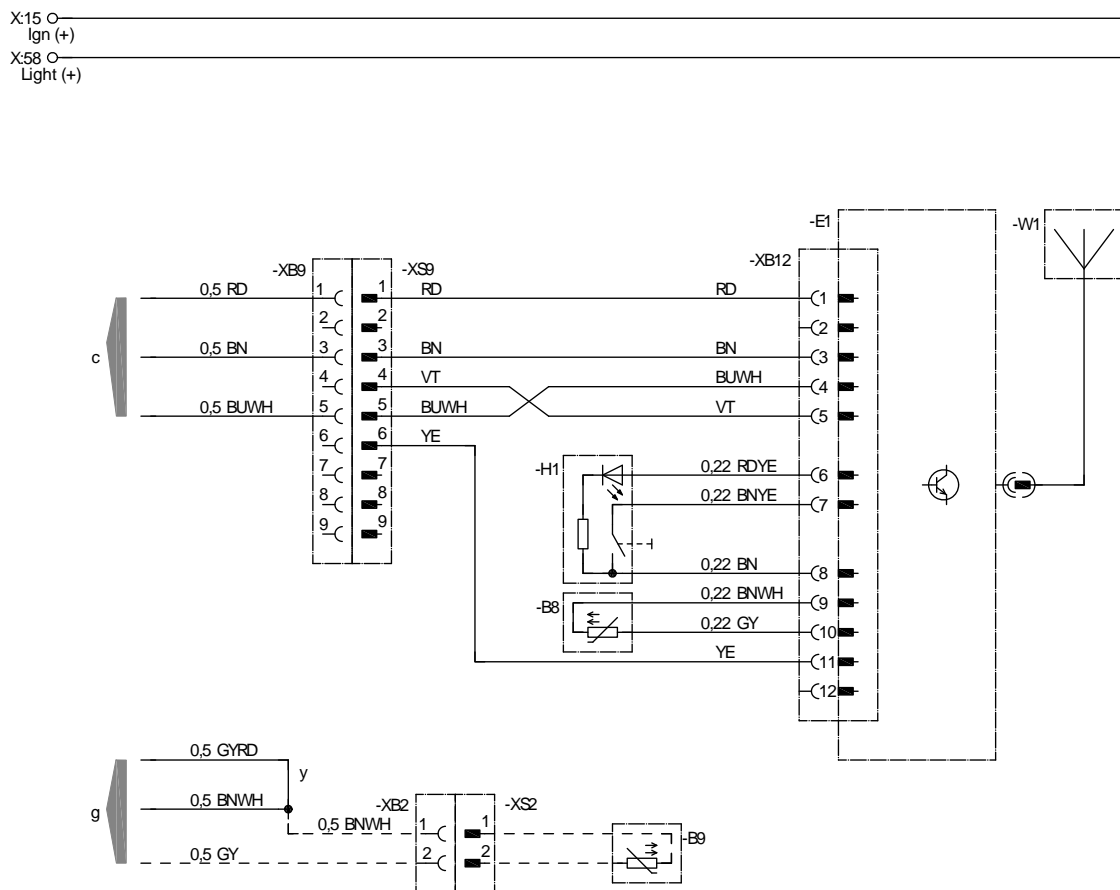 X:15
Ign (+)
X:58
Light (+)
-E1
-W1
-XB12
-XB9
-XS9
0,5 RD
1
1
RD
RD
1
2
2
2
0,5 BN
3
3
BN
BN
3
c
4
4
VT
BUWH
4
0,5 BUWH
5
5
BUWH
VT
5
6
6
YE
7
7
-H1
0,22 RDYE
6
8
8
0,22 BNYE
7
9
9
0,22 BN
8
-B8
0,22 BNWH
9
0,22 GY
10
YE
11
12
0,5 GYRD
y
0,5 BNWH
g
-XB2
-XS2
0,5 BNWH
1
1
-B9
0,5 GY
2
2